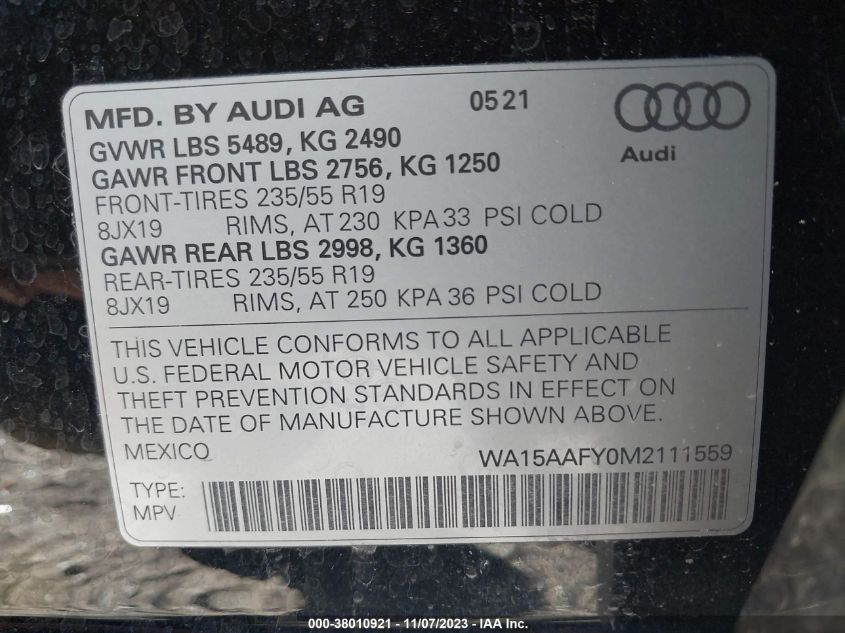 MFD. BY AUDI AG 0521
Audi
GVWR LBS 5489, KG 2490
GAWR FRONT LBS 2756, KG 1250
FRONT-TIRES 235/55 R19
8JX19 RIMS, AT 230 KPA 33 PSI COLD
GAWR REAR LBS 2998, KG 1360
REAR-TIRES 235/55 R19
8JX19 RIMS, AT 250 KPA 36 PSI COLD
THIS VEHICLE CONFORMS TO ALL APPLICABLE
U.S. FEDERAL MOTOR VEHICLE SAFETY AND
THEFT PREVENTION STANDARDS IN EFFECT ON
THE DATE OF MANUFACTURE SHOWN ABOVE.
MEXICO WA15AAFY0M2111559
TYPE:
MPV
000-38010921 - 11/07/2023 - IAA Inc.